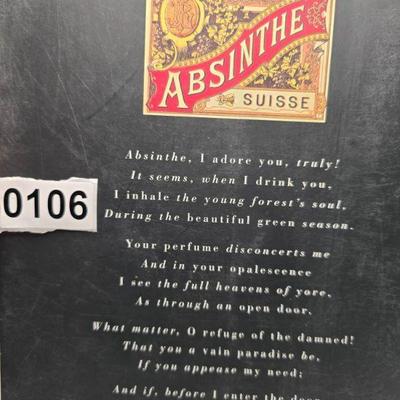 ABSINTHE
SUISSE
Absinthe, I adore you, truly!
It seems, when I drink you,
I inhale the young forest's soul,
During the beautiful green season.
0106
Your perfume disconcerts me
And in your opalescence
I see the full heavens of yore,
As through an open door.
What matter, O refuge of the damned!
That you a vain paradise be,
If you appease my need;
And if, before I enter the door,